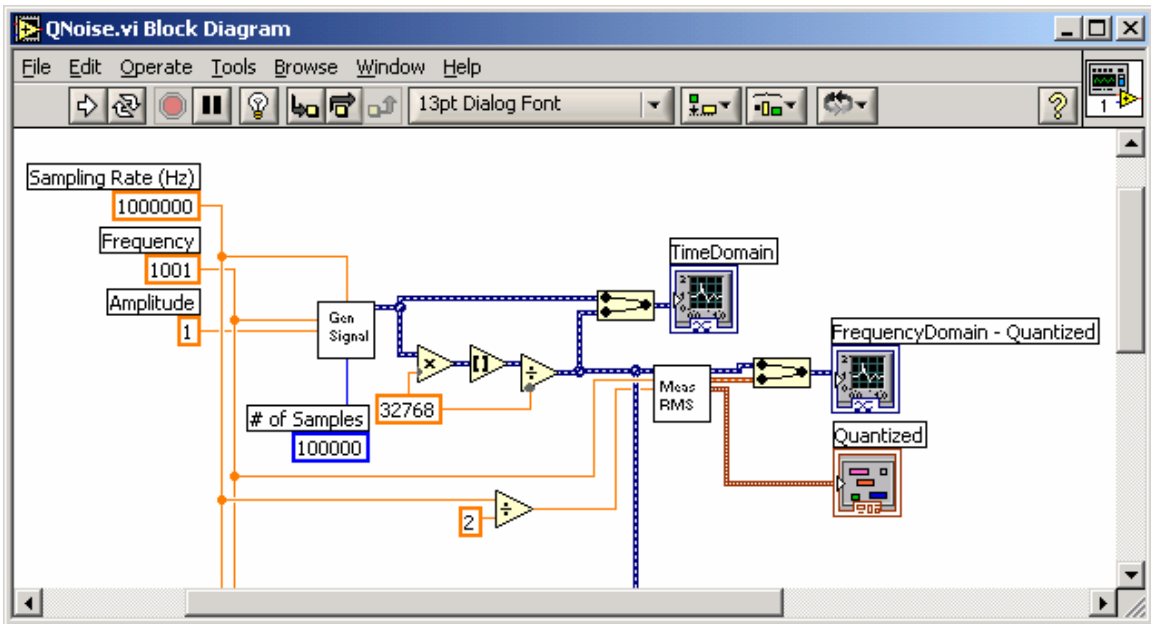 QNoise.vi Block Diagram
File Edit Operate Tools Browse Window Help
13pt Dialog Font
?
1
Sampling Rate (Hz)
1000000
Frequency
1001
Amplitude
1
Gen
Signal
# of Samples
100000
32768
2
TimeDomain
Meas
RMS
FrequencyDomain - Quantized
Quantized